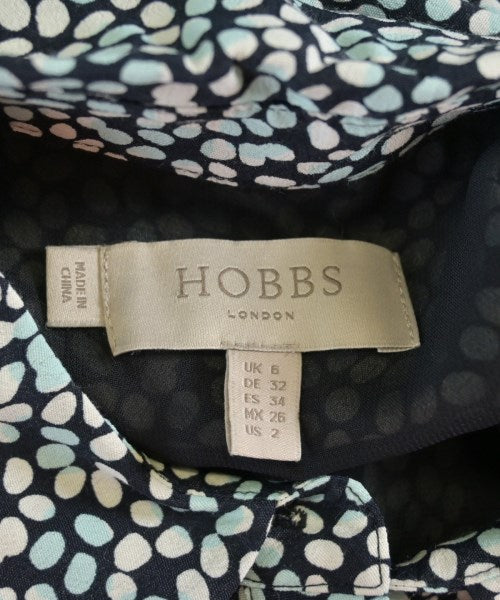 MADE IN
CHINA
HOBBS
LONDON
UK 6
DE 32
ES 34
MX 26
US 2